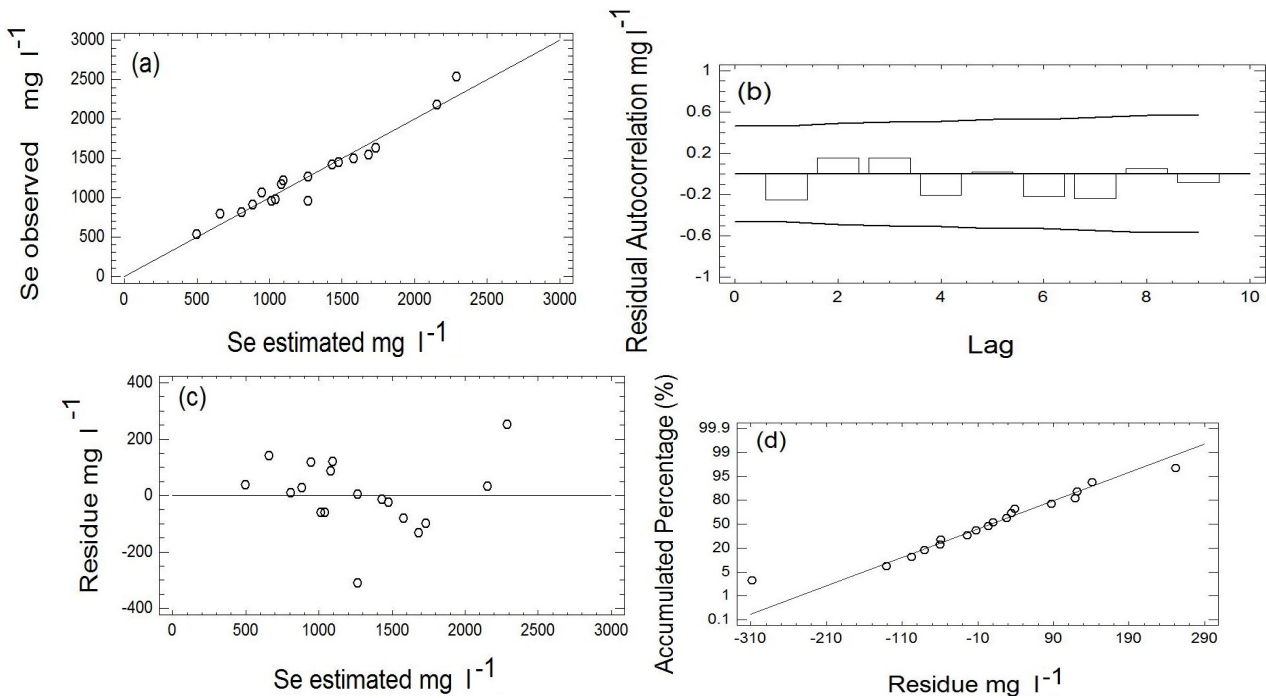 (a)
Se observed mg l-1
3000
2500
2000
1500
1000
500
0
0 500 1000 1500 2000 2500 3000
Se estimated mg l-1
(b)
Residual Autocorrelation mg l-1
1
0.6
0.2
-0.2
-0.6
-1
0 2 4 6 8 10
Lag
(c)
Residue mg l-1
400
200
0
-200
-400
0 500 1000 1500 2000 2500 3000
Se estimated mg l-1
(d)
Accumulated Percentage (%)
99.9
99
95
80
50
20
5
1
0.1
-310 -210 -110 -10 90 190 290
Residue mg l-1